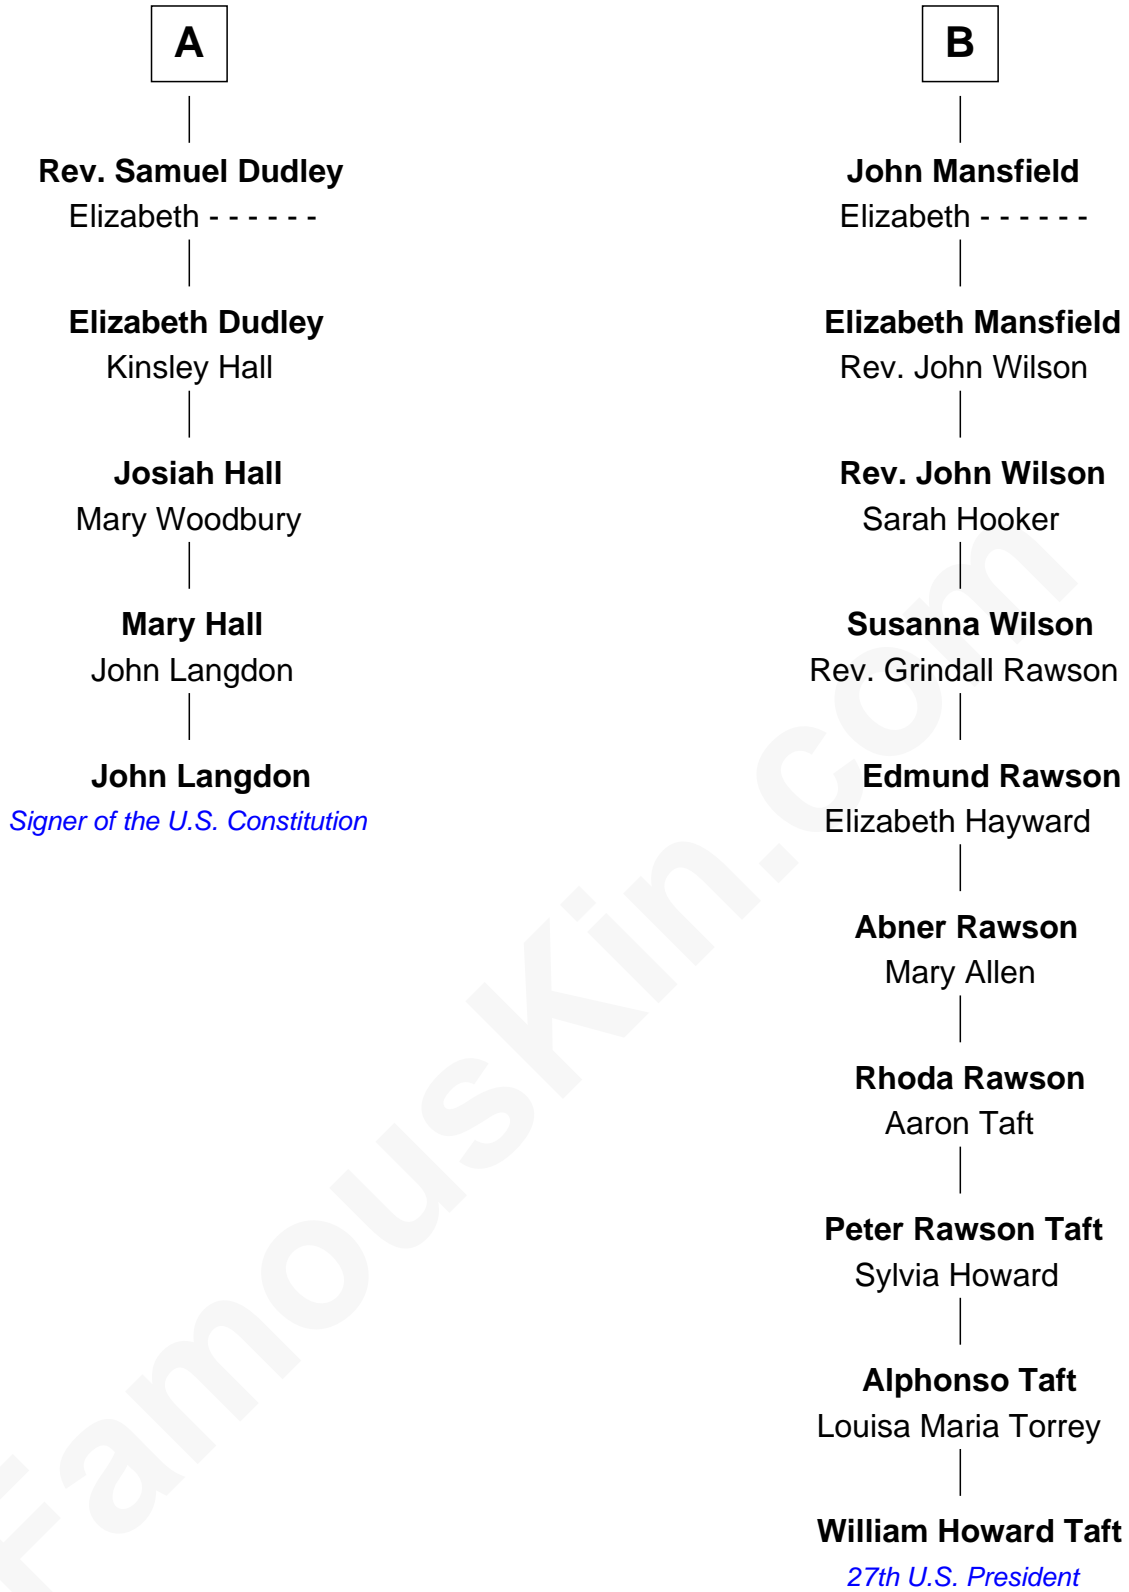 A
Rev. Samuel Dudley
Elizabeth - - - - - -
Elizabeth Dudley
Kinsley Hall
Josiah Hall
Mary Woodbury
Mary Hall
John Langdon
John Langdon
Signer of the U.S. Constitution
B
John Mansfield
Elizabeth - - - - - -
Elizabeth Mansfield
Rev. John Wilson
Rev. John Wilson
Sarah Hooker
Susanna Wilson
Rev. Grindall Rawson
Edmund Rawson
Elizabeth Hayward
Abner Rawson
Mary Allen
Rhoda Rawson
Aaron Taft
Peter Rawson Taft
Sylvia Howard
Alphonso Taft
Louisa Maria Torrey
William Howard Taft
27th U.S. President
FamousKin.com